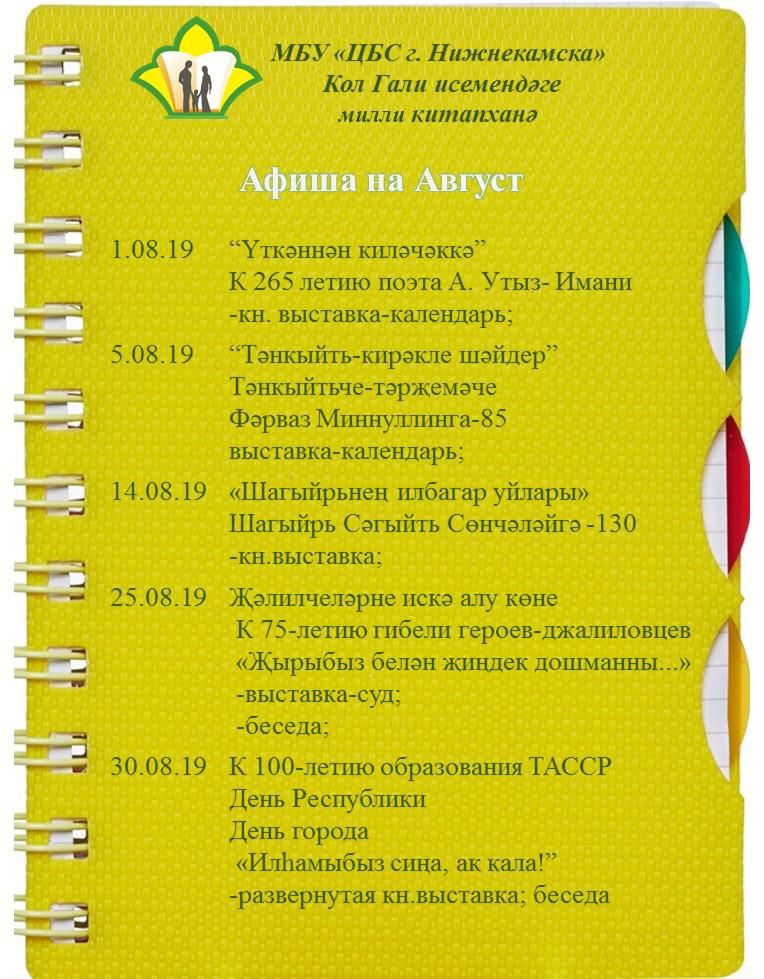 МБУ «ЦБС г. Нижнекамска»
Кол Гали исемендәге
милли китапханә
Афиша на Август
1.08.19 “Үткәннән киләчәккә”
К 265 летию поэта А. Утыз- Имани
-кн. выставка-календарь;
5.08.19 “Тәнкыйть-кирәкле шәйдер”
Тәнкыйтьче-тәрҗемәче
Фәрваз Миннуллинга-85
выставка-календарь;
14.08.19 «Шагыйрьнең илбагар уйлары»
Шагыйрь Сәгыйть Сөнчәләйгә -130
-кн.выставка;
25.08.19 Җәлилчеләрне искә алу көне
К 75-летию гибели героев-джалиловцев
«Җырыбыз белән җиңдек дошманны...»
-выставка-суд;
-беседа;
30.08.19 К 100-летию образования ТАССР
День Республики
День города
«Илһамыбыз сиңа, ак кала!”
-развернутая кн.выставка; беседа